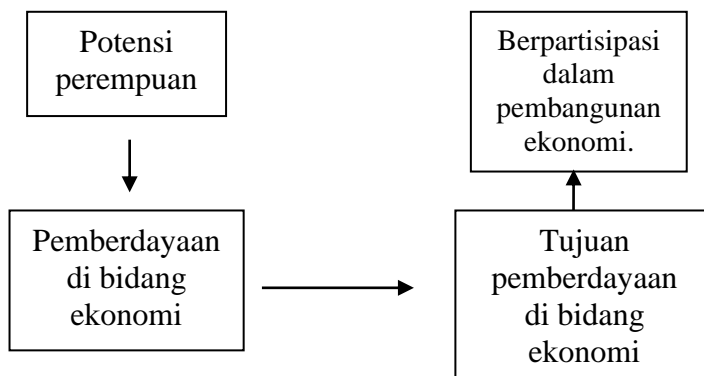 Potensi
perempuan
Pemberdayaan
di bidang
ekonomi
Tujuan
pemberdayaan
di bidang
ekonomi
Berpartisipasi
dalam
pembangunan
ekonomi.